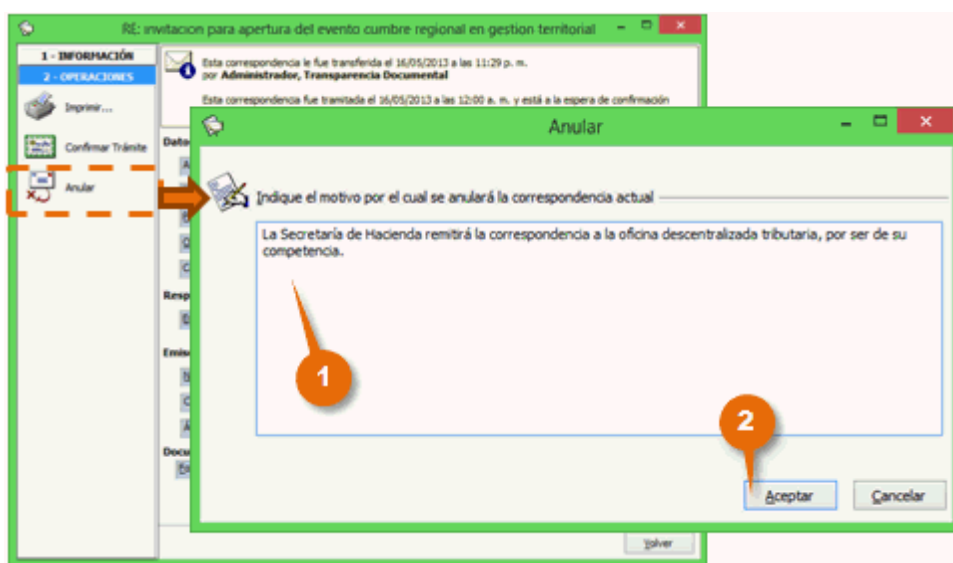 RE: invitacion para apertura del evento cumbre regional en gestion territorial
1 - INFORMACIÓN
2 - OPERACIONES
Imprimir...
Confirmar Trámite
Anular
Esta correspondencia le fue transferida el 16/05/2013 a las 11:29 p. m.
por Administrador, Transparencia Documental
Esta correspondencia fue tramitada el 16/05/2013 a las 12:00 a. m. y está a la espera de confirmación
Anular
Indique el motivo por el cual se anulará la correspondencia actual
La Secretaría de Hacienda remitirá la correspondencia a la oficina descentralizada tributaria, por ser de su
competencia.
1
2
Aceptar
Cancelar
Volver